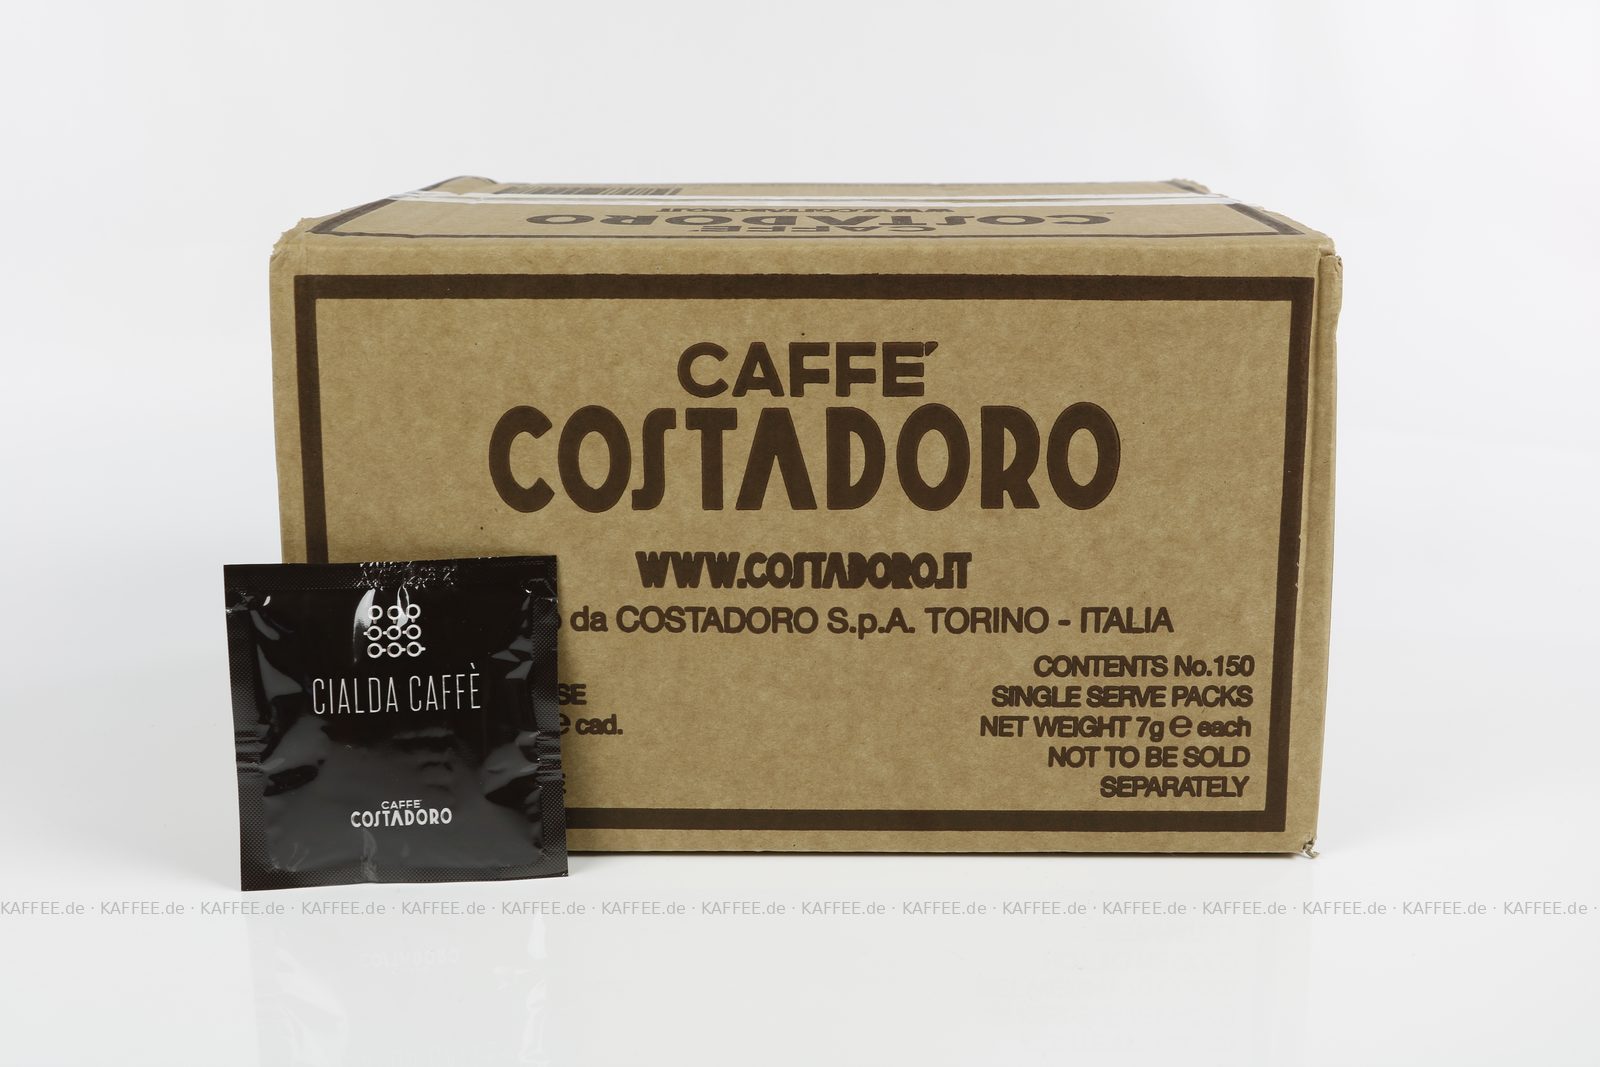 COSTADORO
CAFFE'
CAFFE'
COSTADORO
WWW.COSTADORO.IT
da COSTADORO S.p.A. TORINO - ITALIA
CONTENTS No.150
SINGLE SERVE PACKS
NET WEIGHT 7g e each
NOT TO BE SOLD
SEPARATELY
SE
e cad.
CIALDA CAFFÈ
CAFFE'
COSTADORO
KAFFEE.de · KAFFEE.de · KAFFEE.de · KAFFEE.de · KAFFEE.de · KAFFEE.de · KAFFEE.de · KAFFEE.de · KAFFEE.de · KAFFEE.de · KAFFEE.de · KAFFEE.de · KAFFEE.de · KAFFEE.de · KAFFEE.de · KAFFEE.de ·